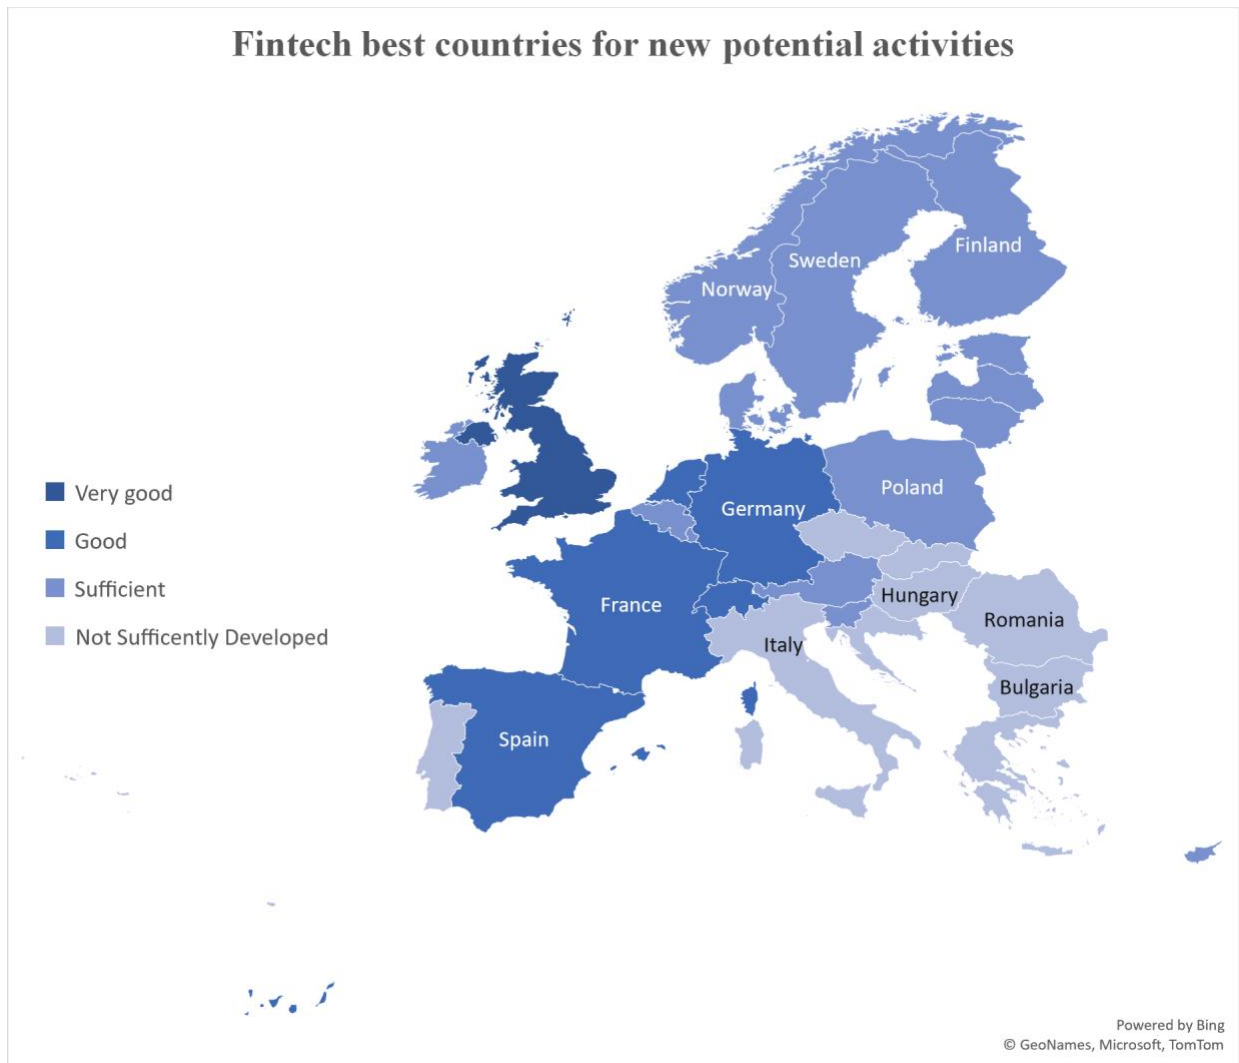 Fintech best countries for new potential activities
Finland
Sweden
Norway
Poland
Germany
Very good
Good
Sufficient
Not Sufficently Developed
France
Hungary
Romania
Italy
Bulgaria
Spain
Powered by Bing
© GeoNames, Microsoft, TomTom